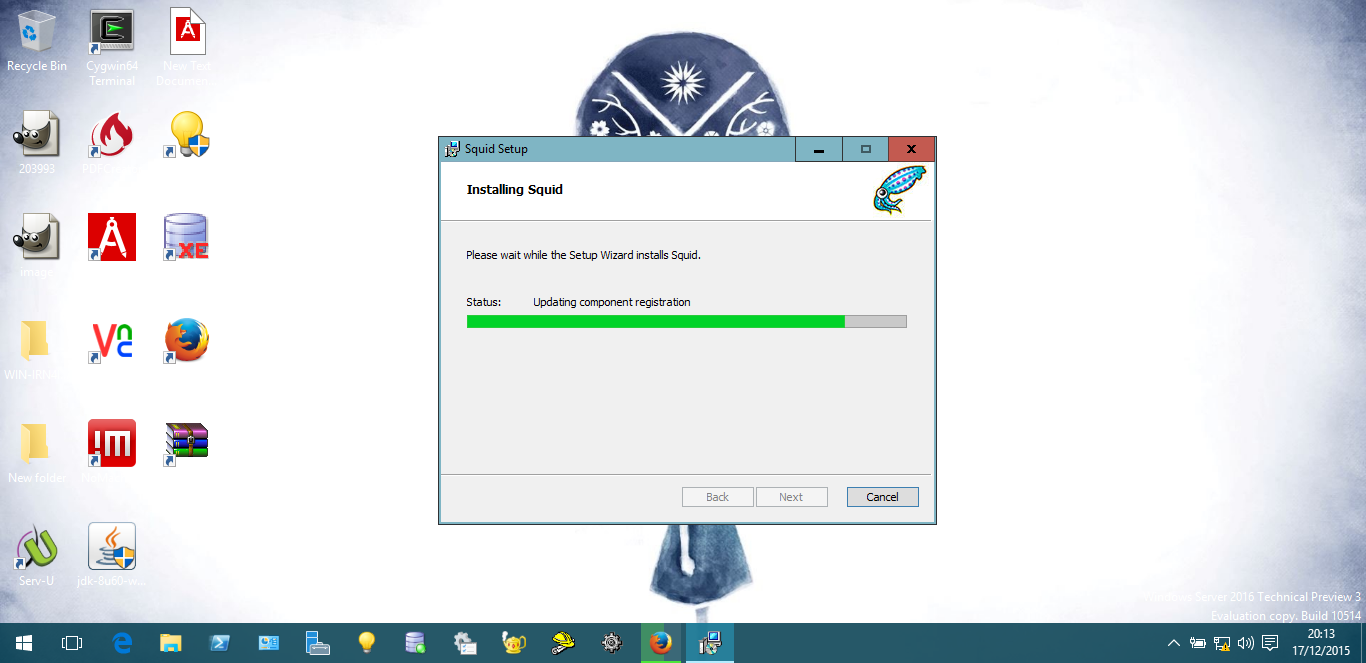 Recycle Bin
Cygwin64
Terminal
New Text
203993
XE
New folder
Serv-U
jdk-8u60-w...
Squid Setup
Installing Squid
Please wait while the Setup Wizard installs Squid.
Status: Updating component registration
Back Next Cancel
Server 2016 Technical Preview 3
Evaluation copy. Build 10514
20:13
17/12/2015